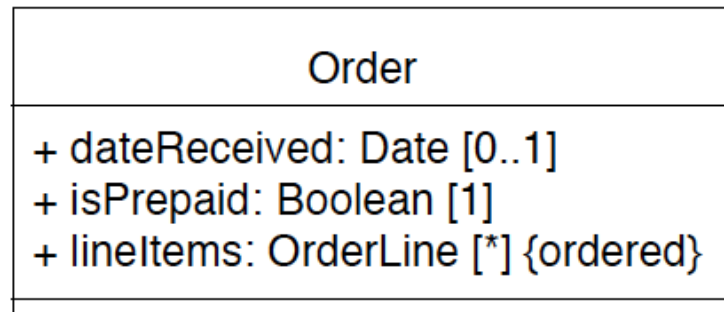 Order
+ dateReceived: Date [0..1]
+ isPrepaid: Boolean [1]
+ lineItems: OrderLine [*] {ordered}